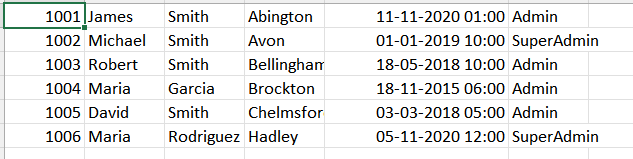 1001 James Smith Abington 11-11-2020 01:00 Admin
1002 Michael Smith Avon 01-01-2019 10:00 SuperAdmin
1003 Robert Smith Bellingham 18-05-2018 10:00 Admin
1004 Maria Garcia Brockton 18-11-2015 06:00 Admin
1005 David Smith Chelmsfor 03-03-2018 05:00 Admin
1006 Maria Rodriguez Hadley 05-11-2020 12:00 SuperAdmin